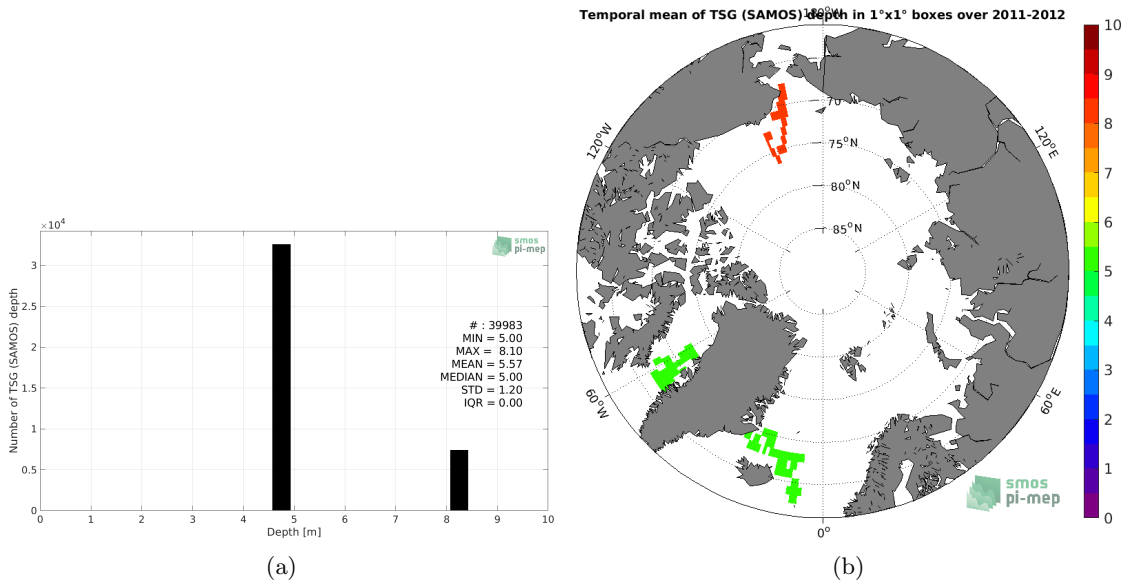 ×10⁴
3
2.5
2
1.5
1
0.5
0
Number of TSG (SAMOS) depth
smos
pi-mep
# : 39983
MIN = 5.00
MAX = 8.10
MEAN = 5.57
MEDIAN = 5.00
STD = 1.20
IQR = 0.00
0 1 2 3 4 5 6 7 8 9 10
Depth [m]
(a)
Temporal mean of TSG (SAMOS) depth in 1°x1° boxes over 2011-2012
180°W
120°W
120°E
70°N
75°N
80°N
85°N
60°W
60°E
0°
smos
pi-mep
10
9
8
7
6
5
4
3
2
1
0
(b)